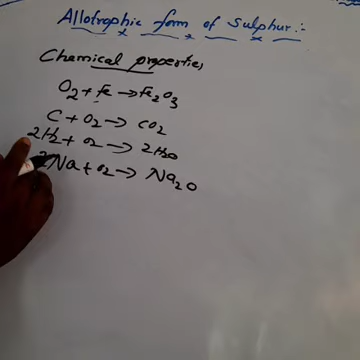 Allotrophic form of Sulphur:-
Chemical properties
O2 + Fe → Fe2O3
C + O2 → CO2
2H2 + O2 → 2H2O
2Na + O2 → Na2O